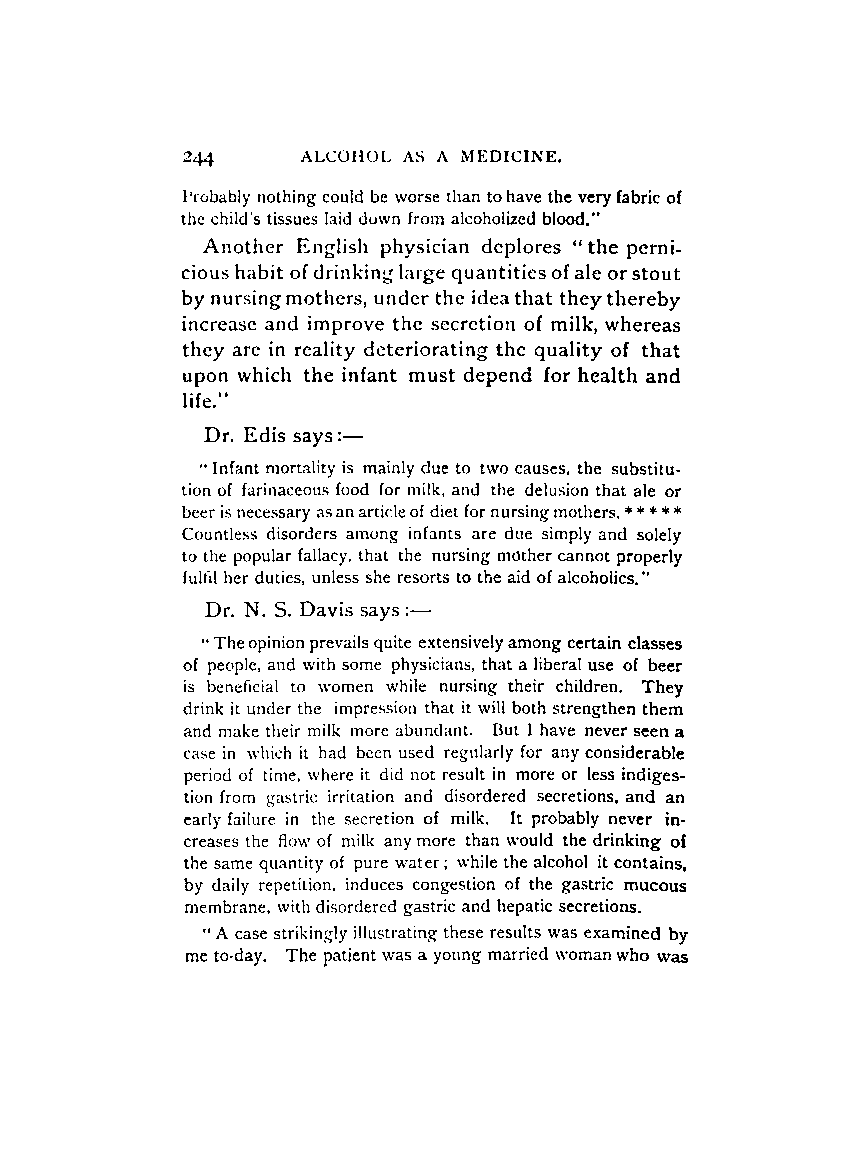 244 ALCOHOL AS A MEDICINE.
Probably nothing could be worse than to have the very fabric of
the child's tissues laid down from alcoholized blood."
Another English physician deplores "the perni-
cious habit of drinking large quantities of ale or stout
by nursing mothers, under the idea that they thereby
increase and improve the secretion of milk, whereas
they are in reality deteriorating the quality of that
upon which the infant must depend for health and
life."
Dr. Edis says:—
"Infant mortality is mainly due to two causes, the substitu-
tion of farinaceous food for milk, and the delusion that ale or
beer is necessary as an article of diet for nursing mothers. * * * * *
Countless disorders among infants are due simply and solely
to the popular fallacy, that the nursing mother cannot properly
fulfil her duties, unless she resorts to the aid of alcoholics."
Dr. N. S. Davis says:—
"The opinion prevails quite extensively among certain classes
of people, and with some physicians, that a liberal use of beer
is beneficial to women while nursing their children. They
drink it under the impression that it will both strengthen them
and make their milk more abundant. But I have never seen a
case in which it had been used regularly for any considerable
period of time, where it did not result in more or less indiges-
tion from gastric irritation and disordered secretions, and an
early failure in the secretion of milk. It probably never in-
creases the flow of milk any more than would the drinking of
the same quantity of pure water; while the alcohol it contains,
by daily repetition, induces congestion of the gastric mucous
membrane, with disordered gastric and hepatic secretions.
"A case strikingly illustrating these results was examined by
me to-day. The patient was a young married woman who was